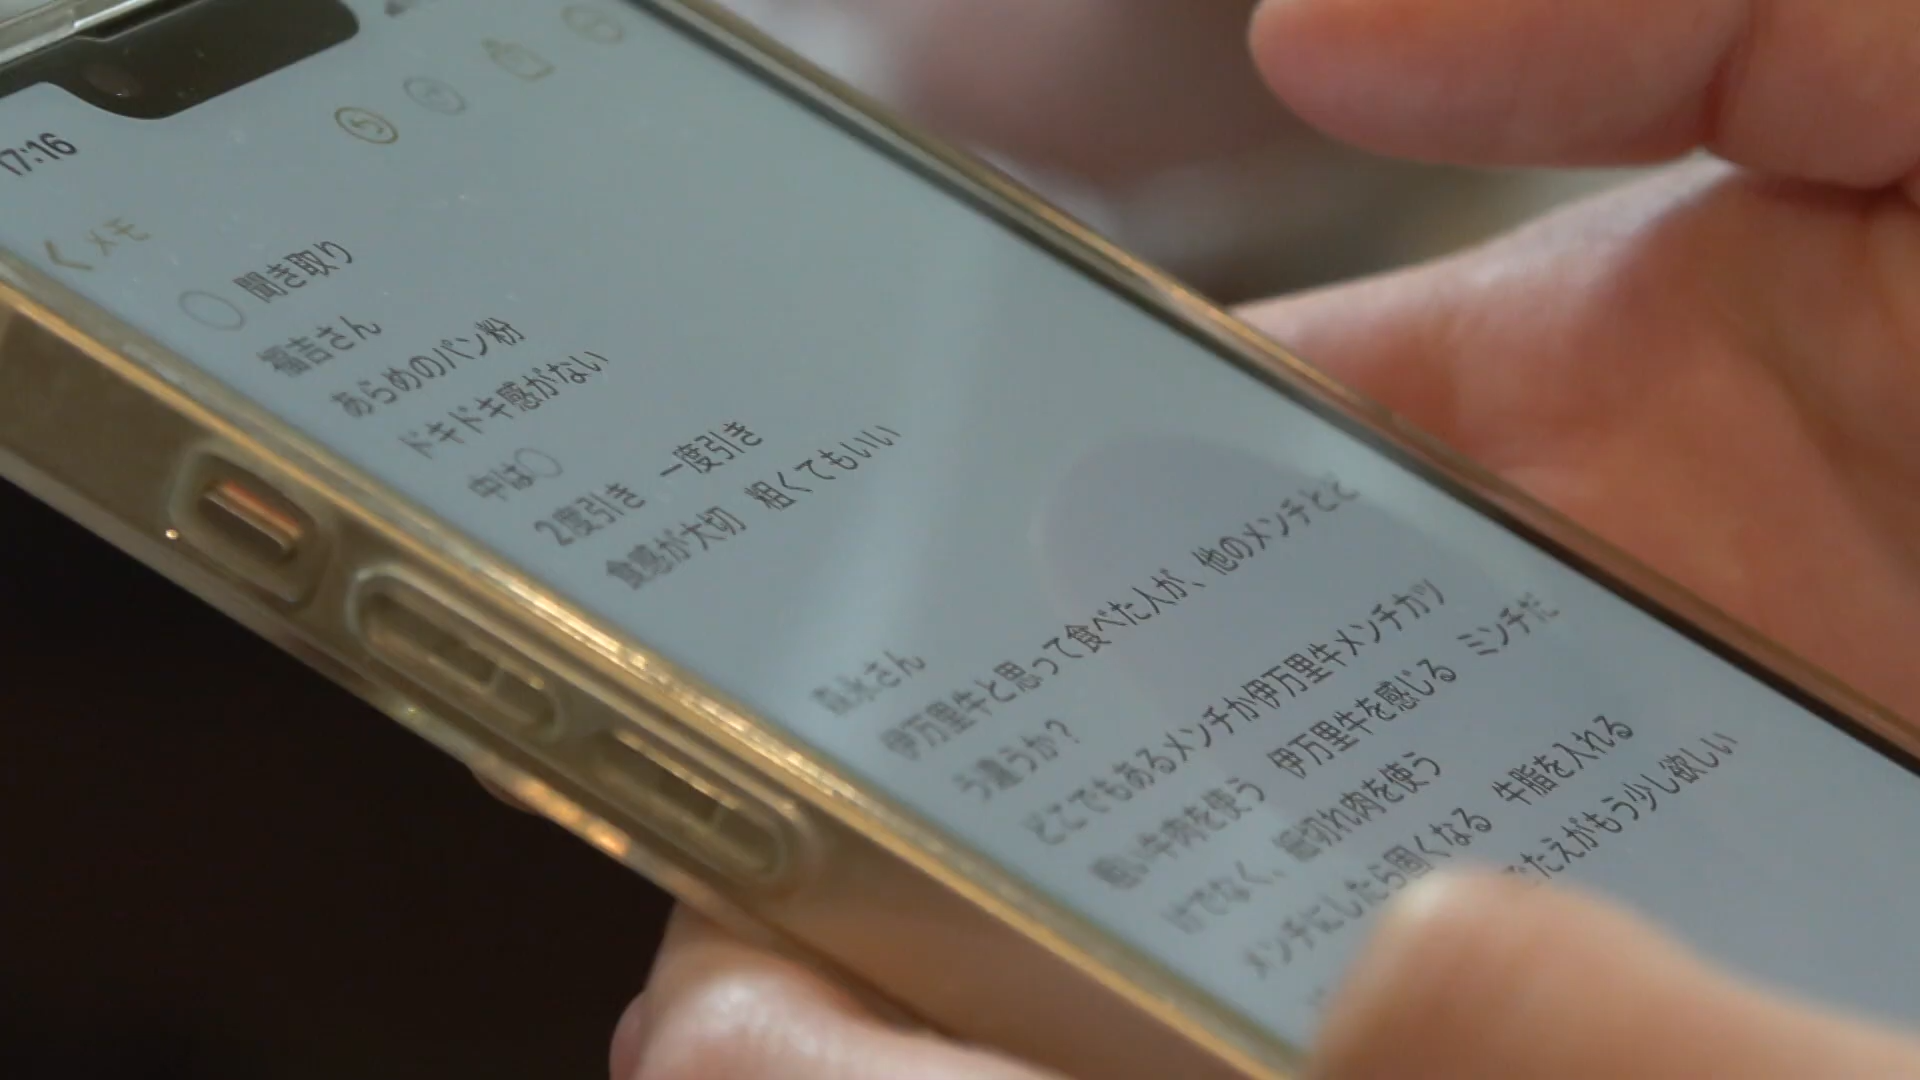 17:16
メモ
○ 聞き取り
福吉さん
あらめのパン粉
ドキドキ感がない
中は○
2度引き 一度引き
食感が大切 粗くてもいい
さん
伊万里牛と思って食べた人が、他のメンチとど
う違うか?
どこでもあるメンチか伊万里牛メンチカツ
粗い牛肉を使う 伊万里牛を感じる ミンチだ
けでなく、細切れ肉を使う
メンチにしたら固くなる 牛脂を入れる
たえがもう少し欲しい